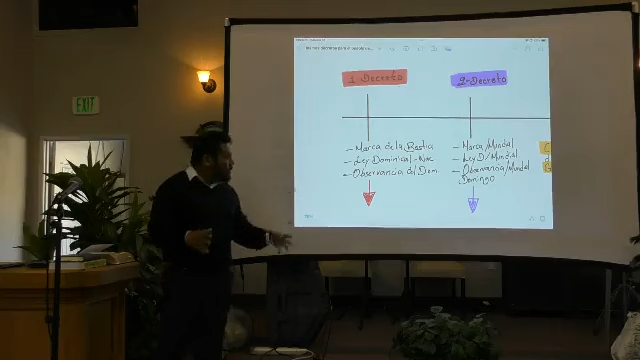 EXIT
1-Decreto
2-Decreto
- Marca de la Bestia
- Ley Dominical - Nac
- Observancia del Dom
- Marca/Mundial
- Ley D/Mundial
- Observancia/Mundial
Domingo